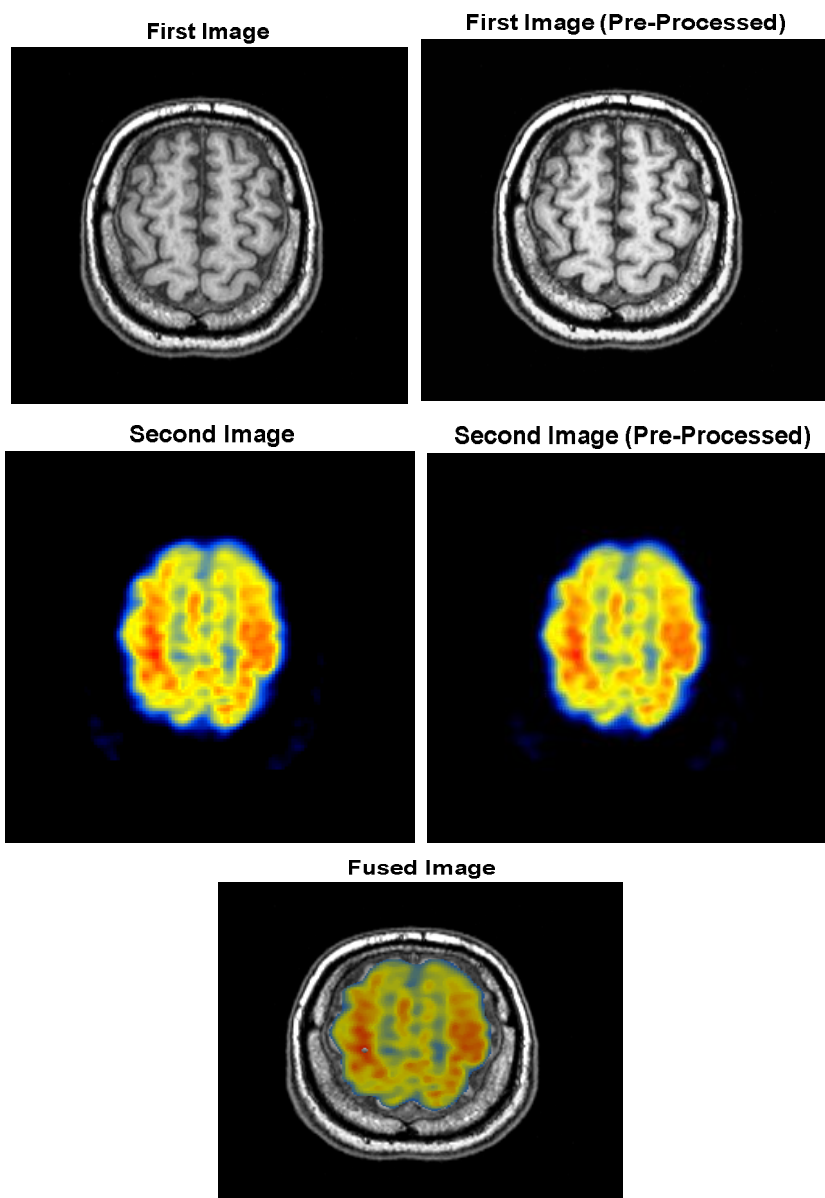 First Image
First Image (Pre-Processed)
Second Image
Second Image (Pre-Processed)
Fused Image